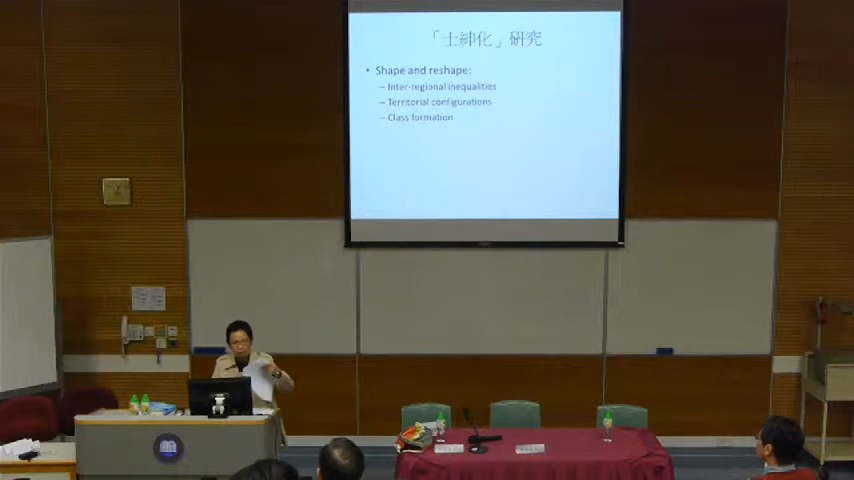 「士紳化」研究
• Shape and reshape:
– Inter-regional inequalities
– Territorial configurations
– Class formation